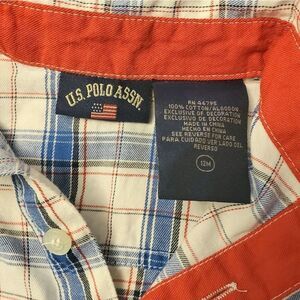 U.S. POLO ASSN.
RN 44795
100% COTTON/ALGODON
EXCLUSIVE OF DECORATION
EXCLUSIVO DE DECORACION
MADE IN CHINA
HECHO EN CHINA
SEE REVERSE FOR CARE
PARA CUIDADO VER LADO DEL
REVERSO
12M